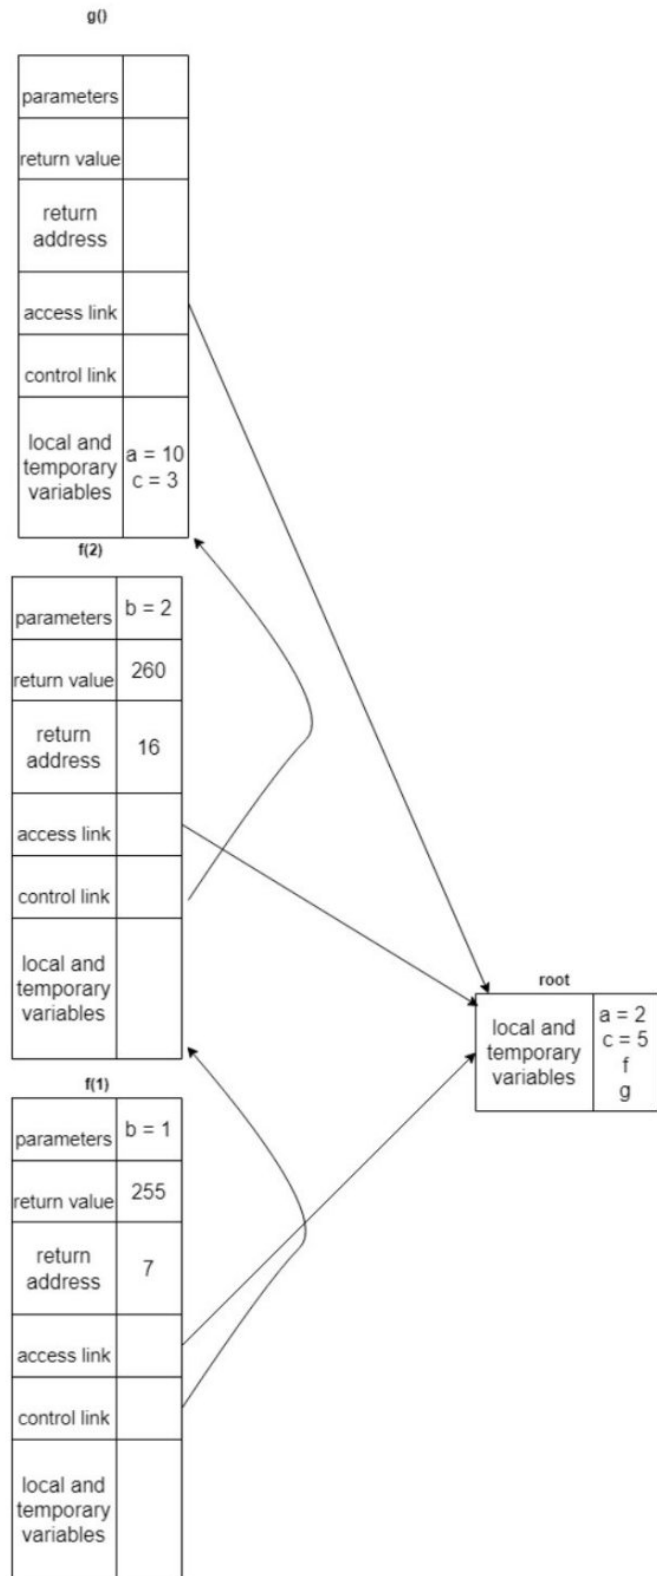 g()
parameters
return value
return
address
access link
control link
local and
temporary
variables
a = 10
c = 3
f(2)
parameters
b = 2
return value
260
return
address
16
access link
control link
local and
temporary
variables
root
local and
temporary
variables
a = 2
c = 5
f
g
f(1)
parameters
b = 1
return value
255
return
address
7
access link
control link
local and
temporary
variables